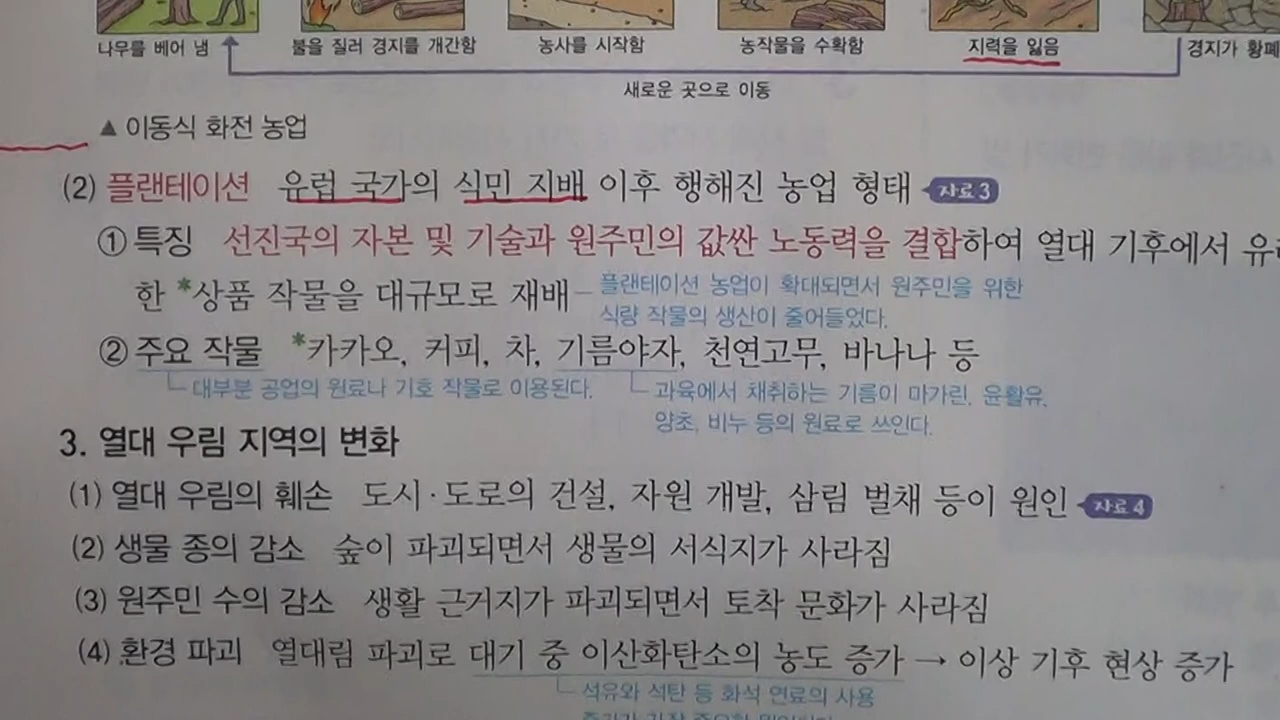 나무를 베어 냄
불을 질러 경지를 개간함
농사를 시작함
농작물을 수확함
지력을 잃음
경지가 황폐
새로운 곳으로 이동
▲ 이동식 화전 농업
(2) 플랜테이션 유럽 국가의 식민 지배 이후 행해진 농업 형태 자료 3
① 특징 선진국의 자본 및 기술과 원주민의 값싼 노동력을 결합하여 열대 기후에서 유
한 *상품 작물을 대규모로 재배
플랜테이션 농업이 확대되면서 원주민을 위한
식량 작물의 생산이 줄어들었다.
② 주요 작물 *카카오, 커피, 차, 기름야자, 천연고무, 바나나 등
대부분 공업의 원료나 기호 작물로 이용된다.
과육에서 채취하는 기름이 마가린, 윤활유,
양초, 비누 등의 원료로 쓰인다.
3. 열대 우림 지역의 변화
(1) 열대 우림의 훼손 도시·도로의 건설, 자원 개발, 삼림 벌채 등이 원인 자료 4
(2) 생물 종의 감소 숲이 파괴되면서 생물의 서식지가 사라짐
(3) 원주민 수의 감소 생활 근거지가 파괴되면서 토착 문화가 사라짐
(4) 환경 파괴 열대림 파괴로 대기 중 이산화탄소의 농도 증가 → 이상 기후 현상 증가
석유와 석탄 등 화석 연료의 사용